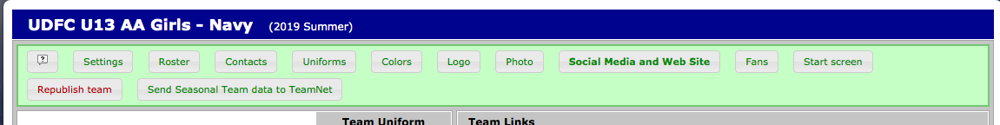 UDFC U13 AA Girls - Navy (2019 Summer)
? Settings Roster Contacts Uniforms Colors Logo Photo Social Media and Web Site Fans Start screen
Republish team Send Seasonal Team data to TeamNet
Team Uniform Team Links